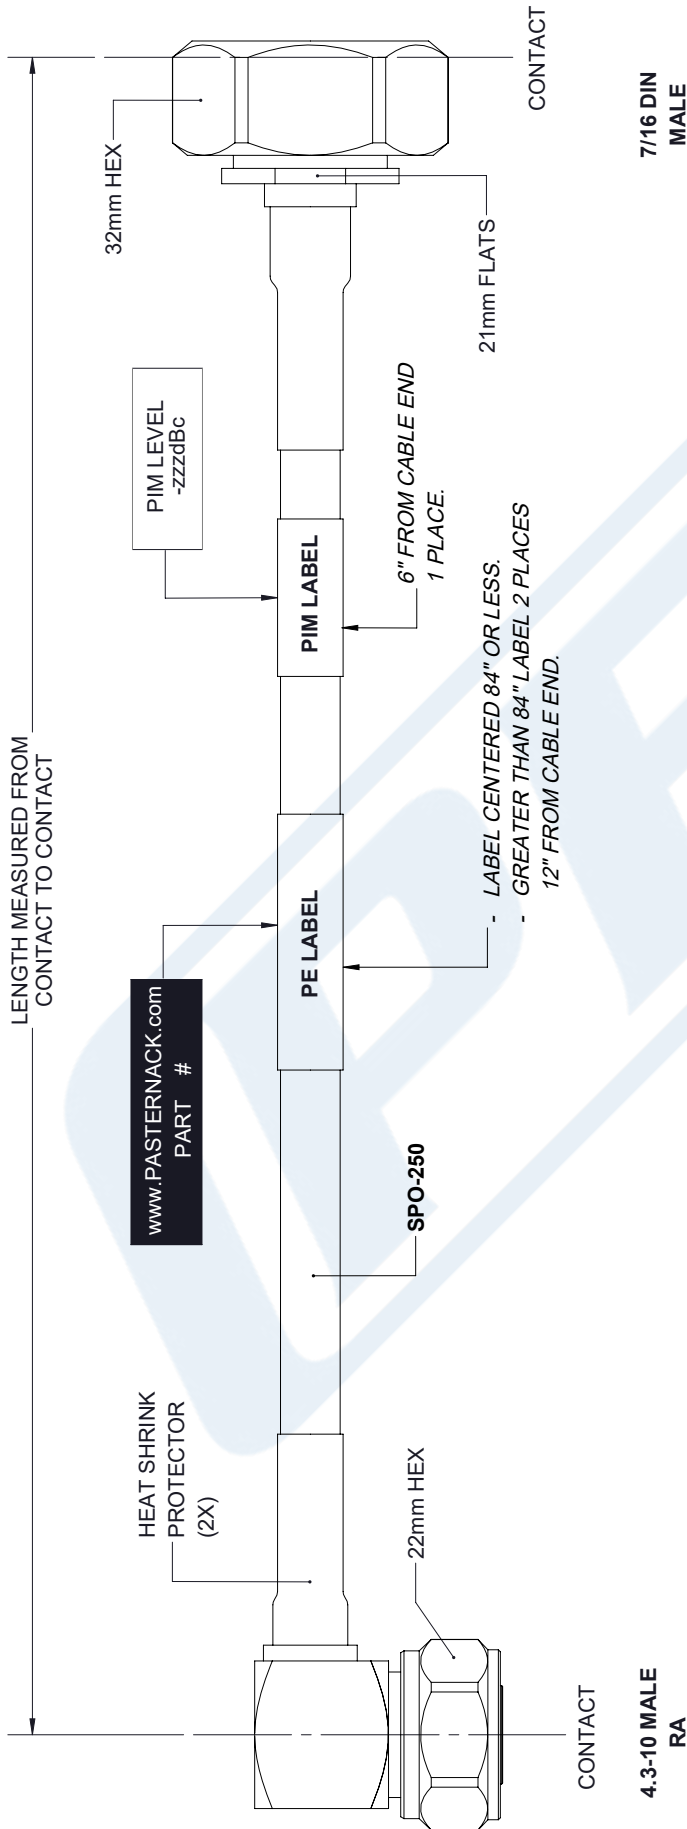 LENGTH MEASURED FROM
CONTACT TO CONTACT
HEAT SHRINK
PROTECTOR
(2X)
www.PASTERNACK.com
PART #
PIM LEVEL
-zzzdBc
32mm HEX
PE LABEL
PIM LABEL
22mm HEX
SPO-250
- LABEL CENTERED 84" OR LESS.
- GREATER THAN 84" LABEL 2 PLACES
12" FROM CABLE END.
6" FROM CABLE END
1 PLACE.
21mm FLATS
CONTACT
CONTACT
4.3-10 MALE
RA
7/16 DIN
MALE